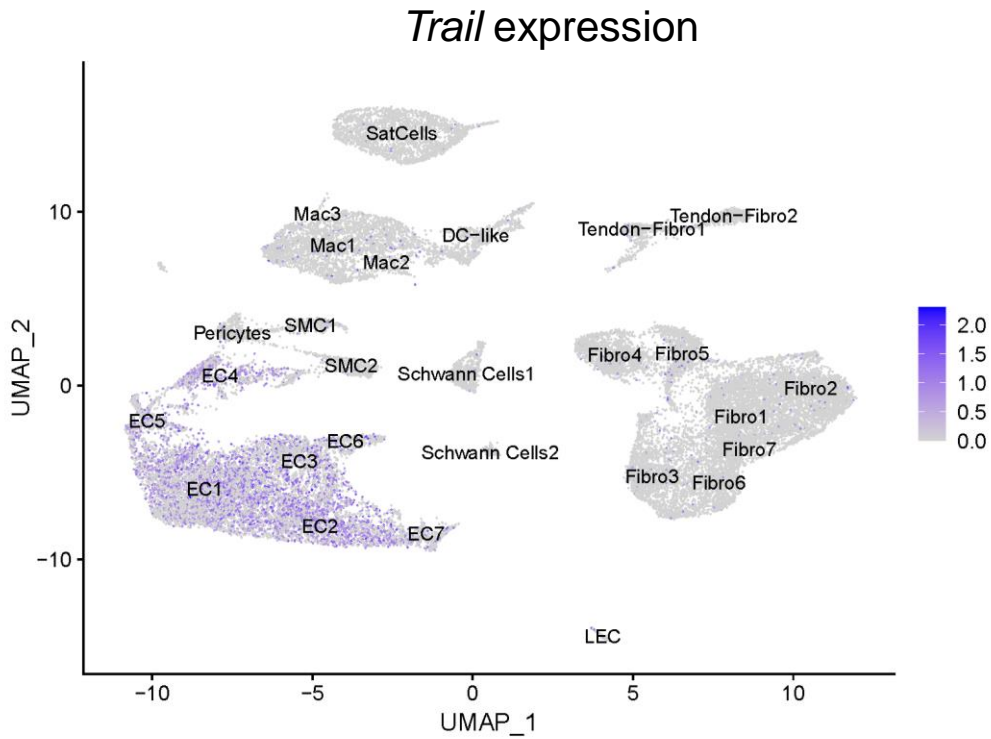 Trail expression
SatCells
Mac3
Mac1
Mac2
DC-like
Tendon-Fibro2
Tendon-Fibro1
Pericytes
SMC1
SMC2
EC4
Schwann Cells1
Fibro4
Fibro5
Fibro2
Fibro1
Fibro7
Fibro3
Fibro6
EC5
EC6
EC3
EC1
EC2
EC7
Schwann Cells2
LEC
10
0
−10
UMAP_2
−10
−5
0
5
10
UMAP_1
2.0
1.5
1.0
0.5
0.0